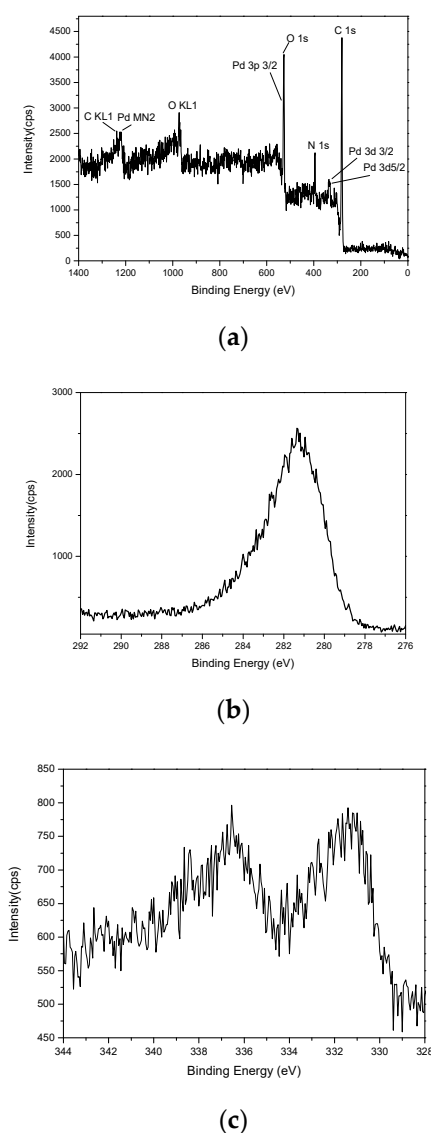 C 1s
O 1s
Pd 3p 3/2
O KL1
C KL1 Pd MN2
N 1s
Pd 3d 3/2
Pd 3d5/2
Intensity(cps)
4500
4000
3500
3000
2500
2000
1500
1000
500
0
1400 1200 1000 800 600 400 200 0
Binding Energy (eV)
(a)
Intensity(cps)
3000
2000
1000
292 290 288 286 284 282 280 278 276
Binding Energy (eV)
(b)
Intensity(cps)
850
800
750
700
650
600
550
500
450
344 342 340 338 336 334 332 330 328
Binding Energy (eV)
(c)